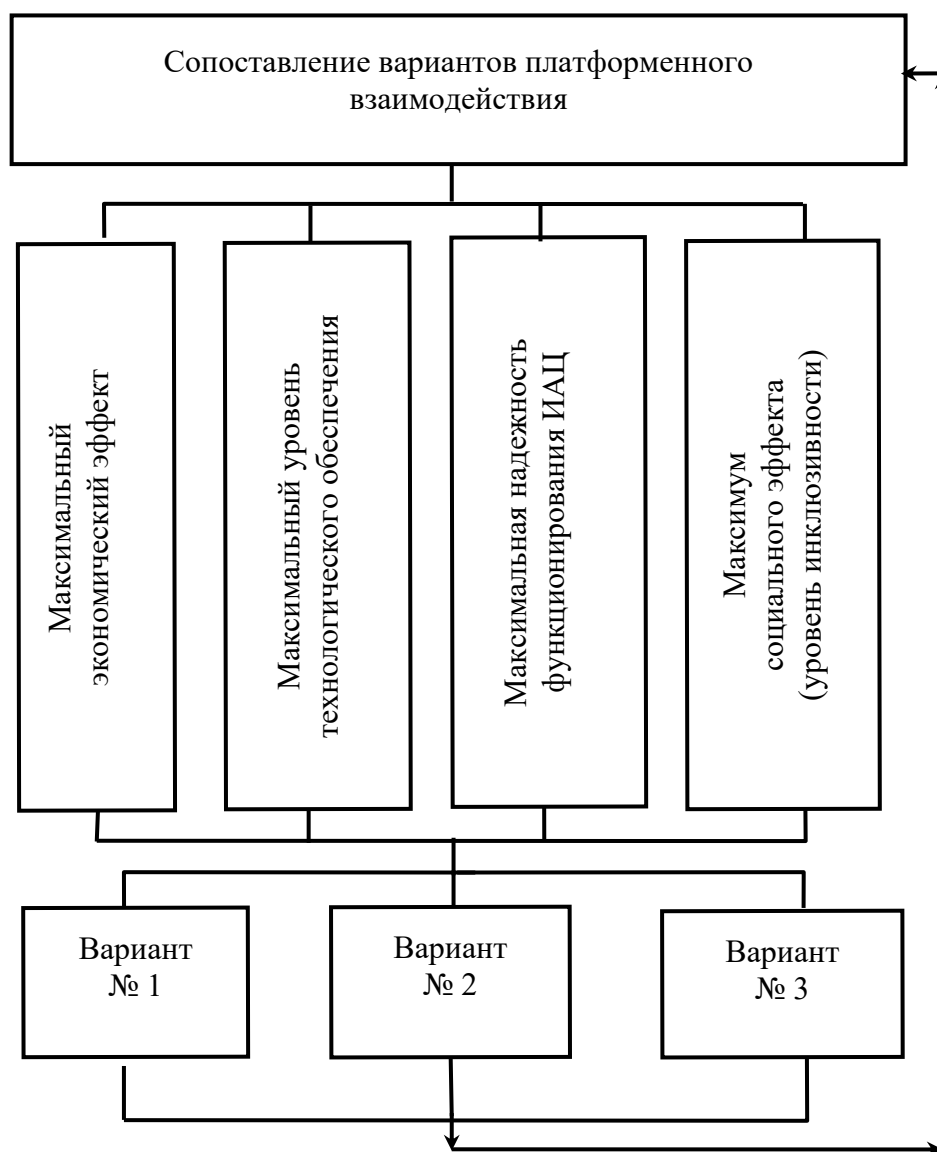 Сопоставление вариантов платформенного
взаимодействия
Максимальный
экономический эффект
Максимальный уровень
технологического обеспечения
Максимальная надежность
функционирования ИАЦ
Максимум
социального эффекта
(уровень инклюзивности)
Вариант
№ 1
Вариант
№ 2
Вариант
№ 3